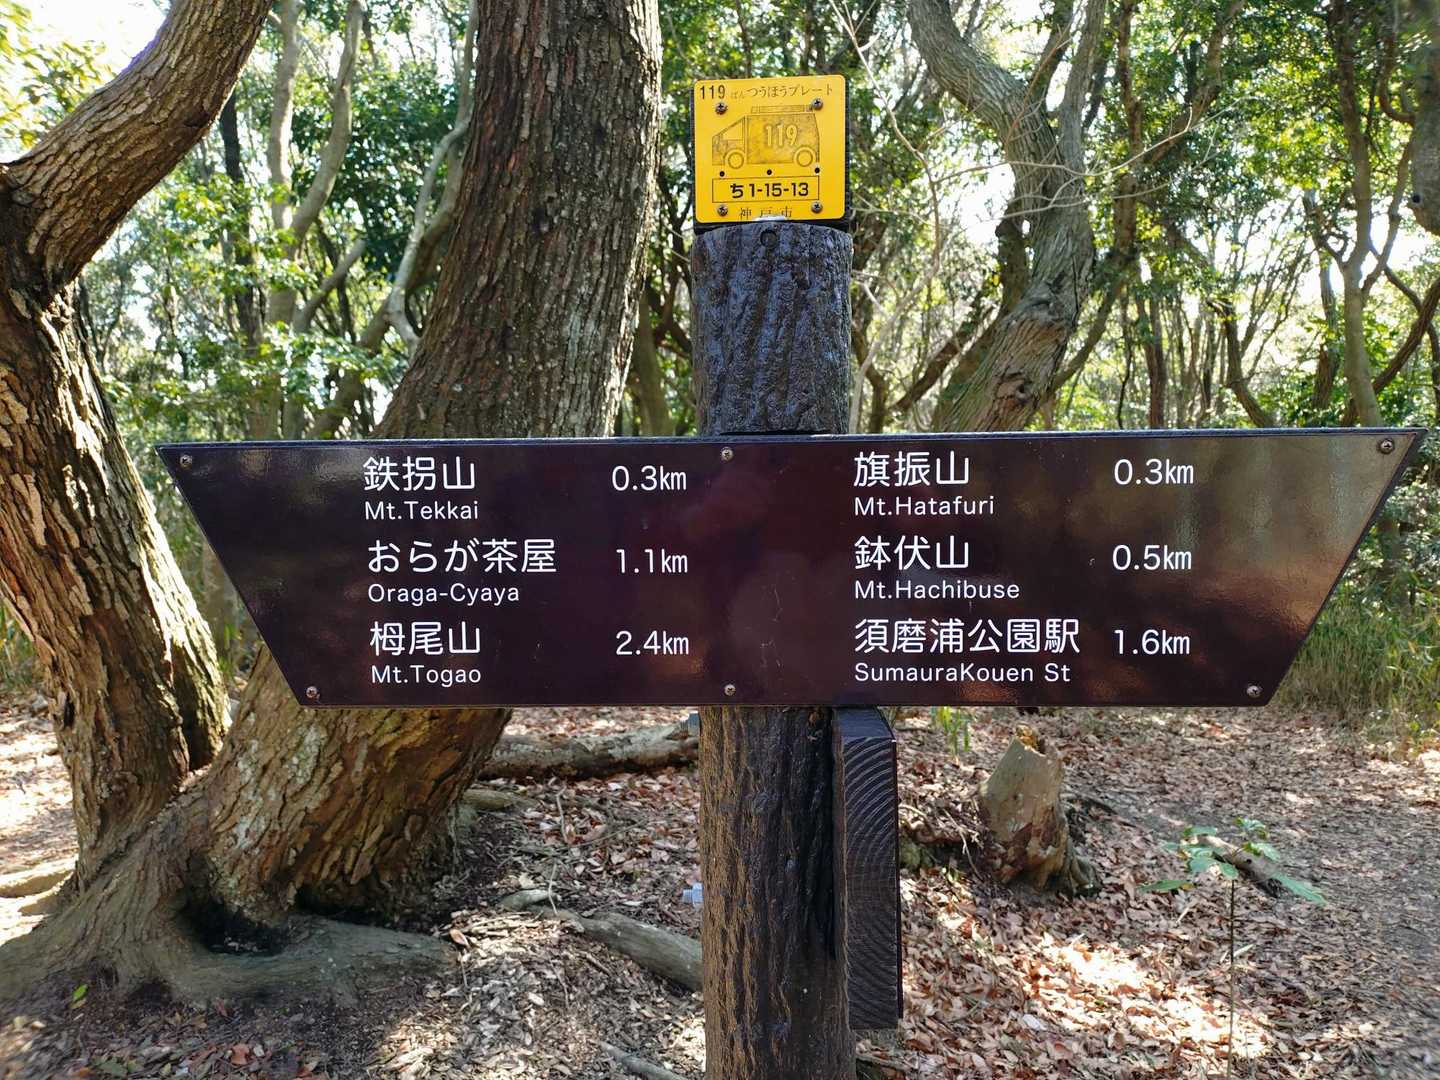 119ばんつうほうプレート
119
ち1-15-13
神戸市
鉄拐山 0.3km
Mt.Tekkai
おらが茶屋 1.1km
Oraga-Cyaya
栂尾山 2.4km
Mt.Togao
旗振山 0.3km
Mt.Hatafuri
鉢伏山 0.5km
Mt.Hachibuse
須磨浦公園駅 1.6km
SumauraKouen St